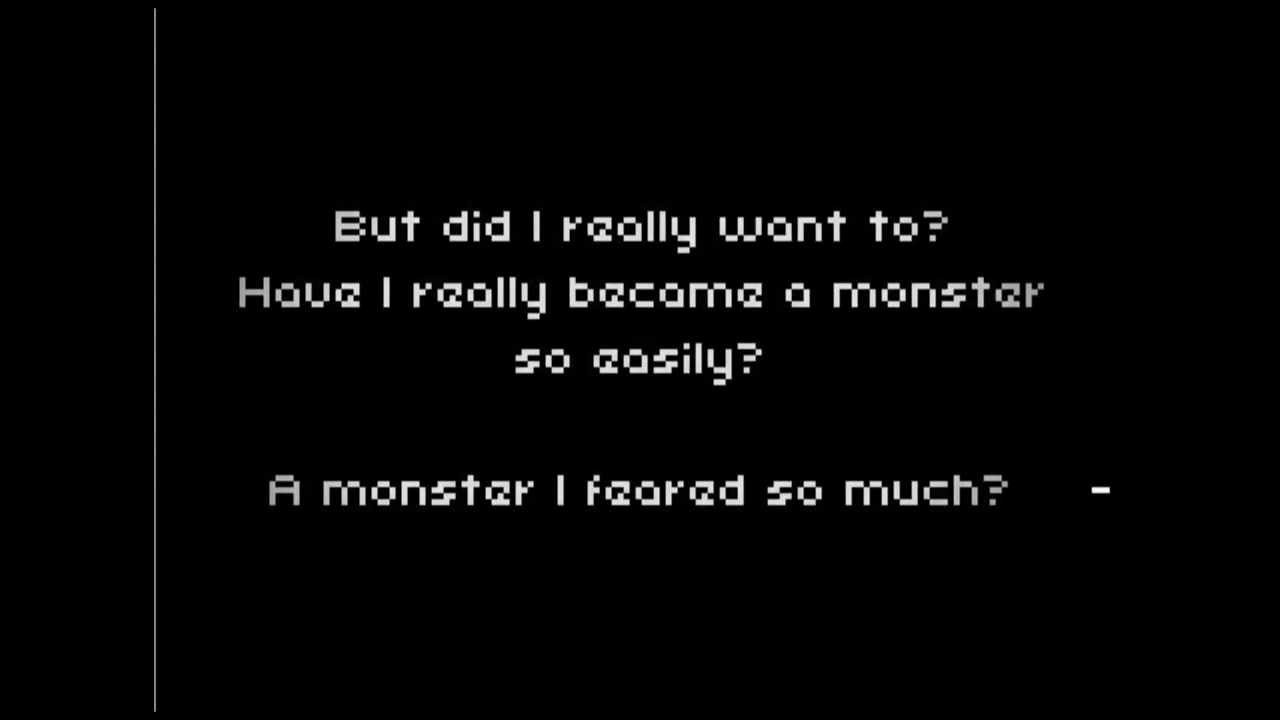 But did I really want to?
Have I really became a monster
so easily?
A monster I feared so much? -